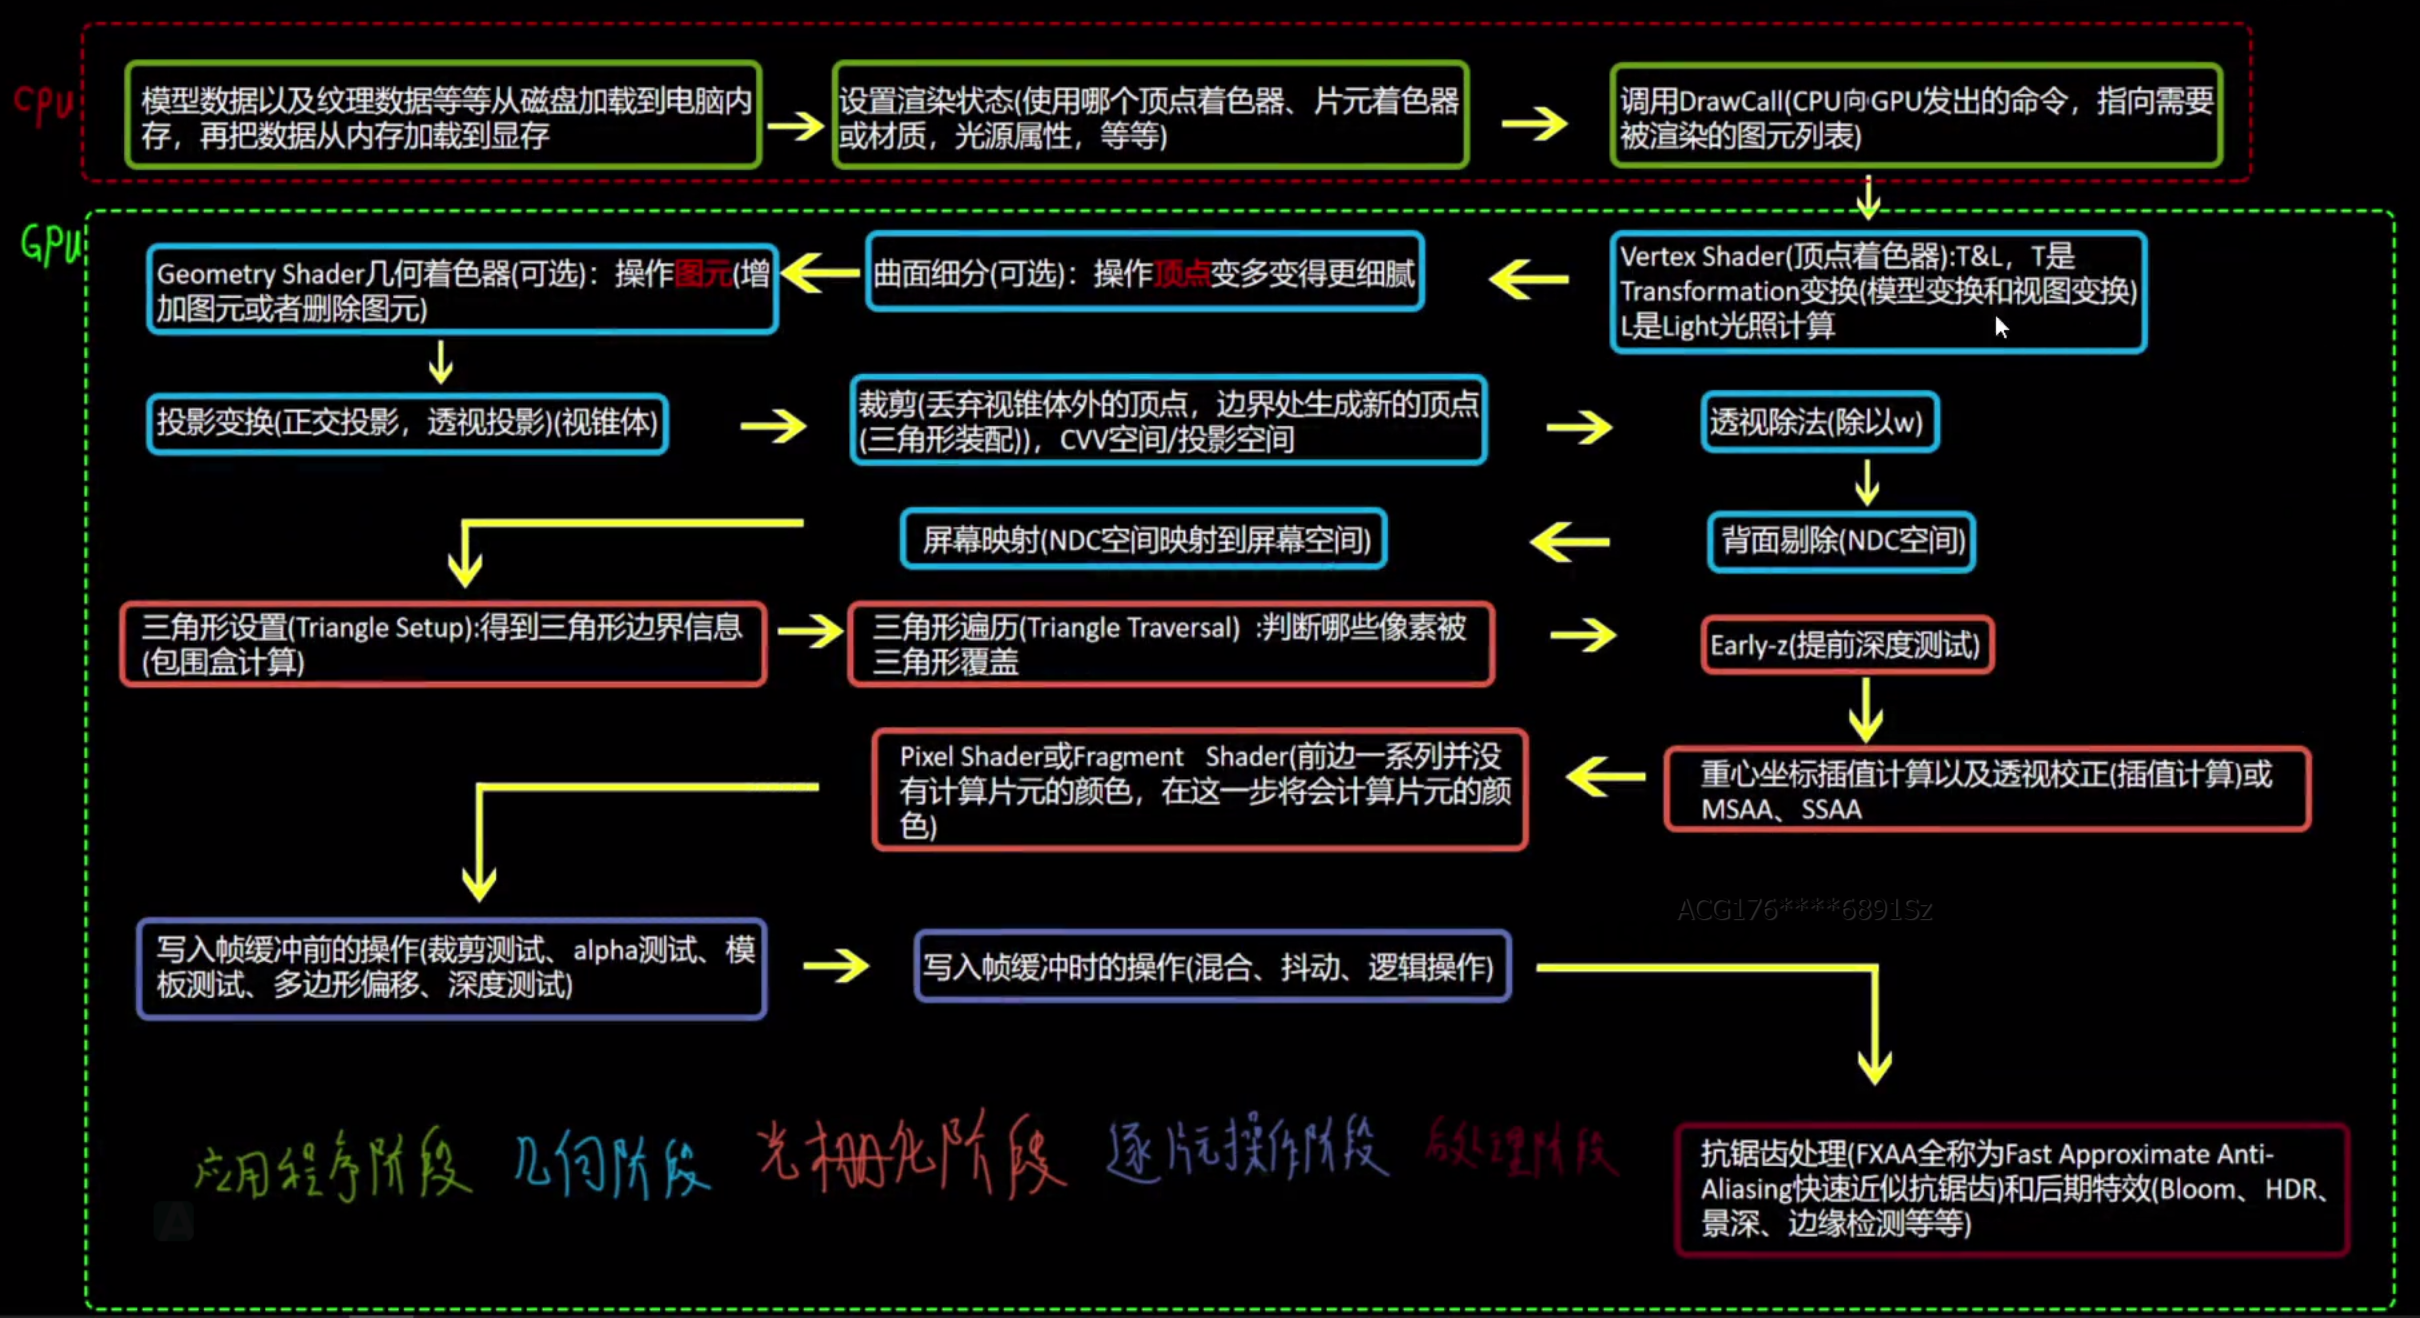 CPU
模型数据以及纹理数据等等从磁盘加载到电脑内
存，再把数据从内存加载到显存
设置渲染状态(使用哪个顶点着色器、片元着色器
或材质，光源属性，等等)
调用DrawCall(CPU向GPU发出的命令，指向需要
被渲染的图元列表)
GPU
Vertex Shader(顶点着色器):T&L，T是
Transformation变换(模型变换和视图变换)
L是Light光照计算
曲面细分(可选)：操作顶点变多变得更细腻
Geometry Shader几何着色器(可选)：操作图元(增
加图元或者删除图元)
投影变换(正交投影，透视投影)(视锥体)
裁剪(丢弃视锥体外的顶点，边界处生成新的顶点
(三角形装配))，CVV空间/投影空间
透视除法(除以w)
背面剔除(NDC空间)
屏幕映射(NDC空间映射到屏幕空间)
三角形设置(Triangle Setup):得到三角形边界信息
(包围盒计算)
三角形遍历(Triangle Traversal) :判断哪些像素被
三角形覆盖
Early-z(提前深度测试)
重心坐标插值计算以及透视校正(插值计算)或
MSAA、SSAA
Pixel Shader或Fragment Shader(前边一系列并没
有计算片元的颜色，在这一步将会计算片元的颜
色)
写入帧缓冲前的操作(裁剪测试、alpha测试、模
板测试、多边形偏移、深度测试)
写入帧缓冲时的操作(混合、抖动、逻辑操作)
ACG176****6891Sz
抗锯齿处理(FXAA全称为Fast Approximate Anti-
Aliasing快速近似抗锯齿)和后期特效(Bloom、HDR、
景深、边缘检测等等)
应用程序阶段
几何阶段
光栅化阶段
逐片元操作阶段
后处理阶段